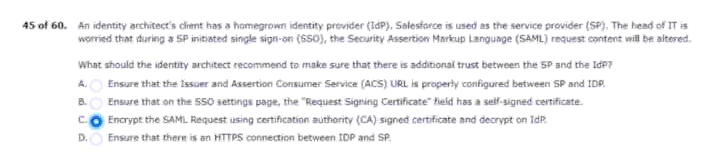 45 of 60. An identity architect's client has a homegrown identity provider (IdP). Salesforce is used as the service provider (SP). The head of IT is
worried that during a SP initiated single sign-on (SSO), the Security Assertion Markup Language (SAML) request content will be altered.
What should the identity architect recommend to make sure that there is additional trust between the SP and the IdP?
A. Ensure that the Issuer and Assertion Consumer Service (ACS) URL is properly configured between SP and IDP.
B. Ensure that on the SSO settings page, the "Request Signing Certificate" field has a self-signed certificate.
C. Encrypt the SAML Request using certification authority (CA) signed certificate and decrypt on IdP.
D. Ensure that there is an HTTPS connection between IDP and SP.